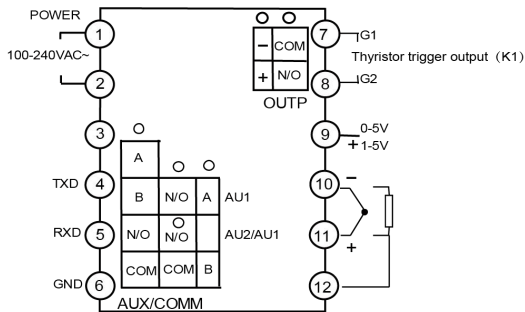 POWER
1
100-240VAC~
2
3
TXD 4
RXD 5
GND 6
A
B N/O A AU1
N/O N/O AU2/AU1
COM COM B
AUX/COMM
− COM
+ N/O
OUTP
7 G1
Thyristor trigger output（K1）
8 G2
9 0-5V
+ 1-5V
10 −
11 +
12